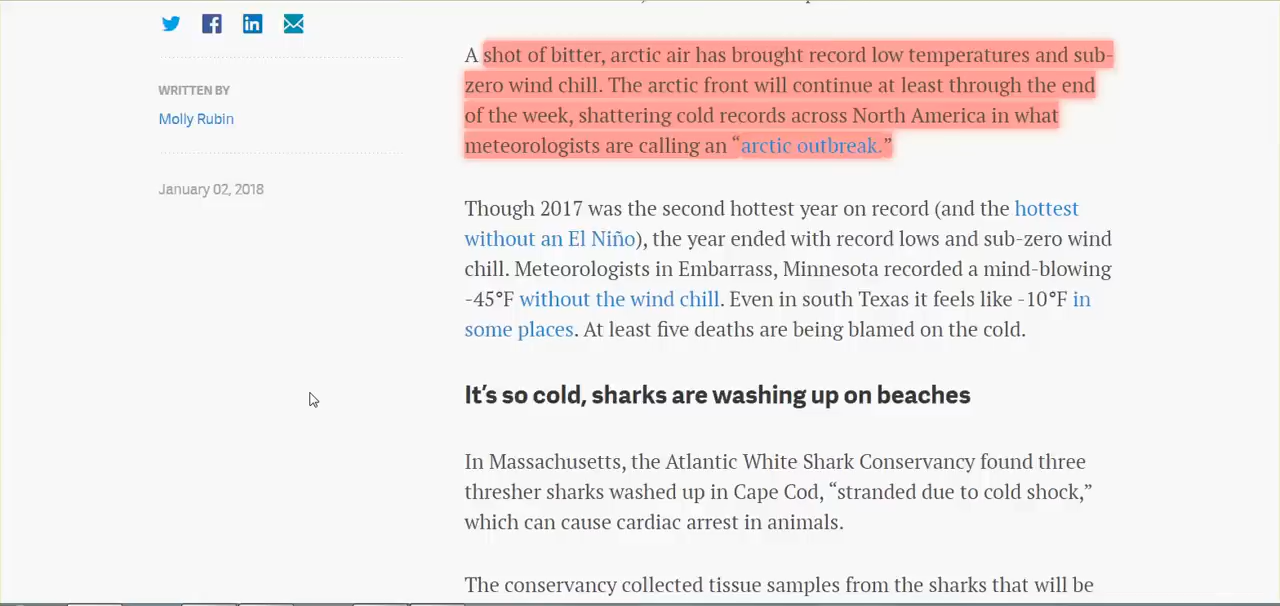 WRITTEN BY
Molly Rubin
January 02, 2018
A shot of bitter, arctic air has brought record low temperatures and sub-
zero wind chill. The arctic front will continue at least through the end
of the week, shattering cold records across North America in what
meteorologists are calling an “arctic outbreak.”
Though 2017 was the second hottest year on record (and the hottest
without an El Niño), the year ended with record lows and sub-zero wind
chill. Meteorologists in Embarrass, Minnesota recorded a mind-blowing
-45°F without the wind chill. Even in south Texas it feels like -10°F in
some places. At least five deaths are being blamed on the cold.
It’s so cold, sharks are washing up on beaches
In Massachusetts, the Atlantic White Shark Conservancy found three
thresher sharks washed up in Cape Cod, “stranded due to cold shock,”
which can cause cardiac arrest in animals.
The conservancy collected tissue samples from the sharks that will be